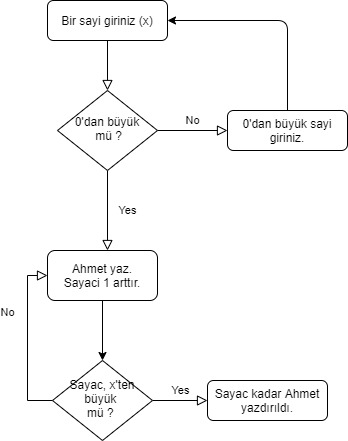 Bir sayi giriniz (x)
0'dan büyük
mü ?
No
0'dan büyük sayi
giriniz.
Yes
Ahmet yaz.
Sayaci 1 arttır.
No
Sayac, x'ten
büyük
mü ?
Yes
Sayac kadar Ahmet
yazdırıldı.